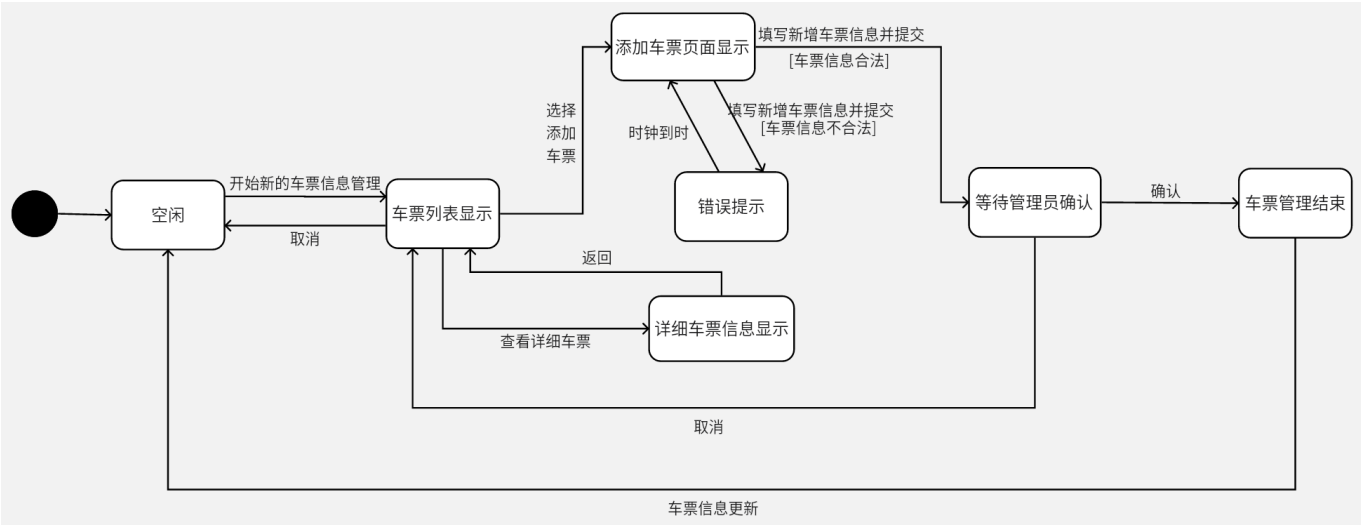 添加车票页面显示
填写新增车票信息并提交
[车票信息合法]
选择
添加
车票
时钟到时
填写新增车票信息并提交
[车票信息不合法]
开始新的车票信息管理
空闲
车票列表显示
取消
错误提示
等待管理员确认
确认
车票管理结束
返回
查看详细车票
详细车票信息显示
取消
车票信息更新